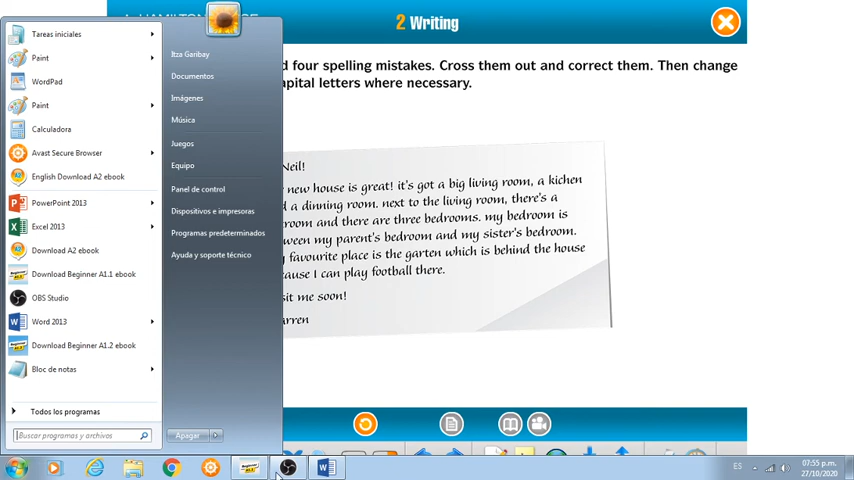 2 Writing
d four spelling mistakes. Cross them out and correct them. Then change
apital letters where necessary.
Neil!
new house is great! it's got a big living room, a kichen
d a dinning room. next to the living room, there's a
room and there are three bedrooms. my bedroom is
ween my parent's bedroom and my sister's bedroom.
y favourite place is the garten which is behind the house
cause I can play football there.
sit me soon!
arren
Tareas iniciales
Paint
WordPad
Paint
Calculadora
Avast Secure Browser
English Download A2 ebook
PowerPoint 2013
Excel 2013
Download A2 ebook
Download Beginner A1.1 ebook
OBS Studio
Word 2013
Download Beginner A1.2 ebook
Bloc de notas
Todos los programas
Buscar programas y archivos
Itza Garibay
Documentos
Imágenes
Música
Juegos
Equipo
Panel de control
Dispositivos e impresoras
Programas predeterminados
Ayuda y soporte técnico
Apagar
ES
07:55 p.m.
27/10/2020